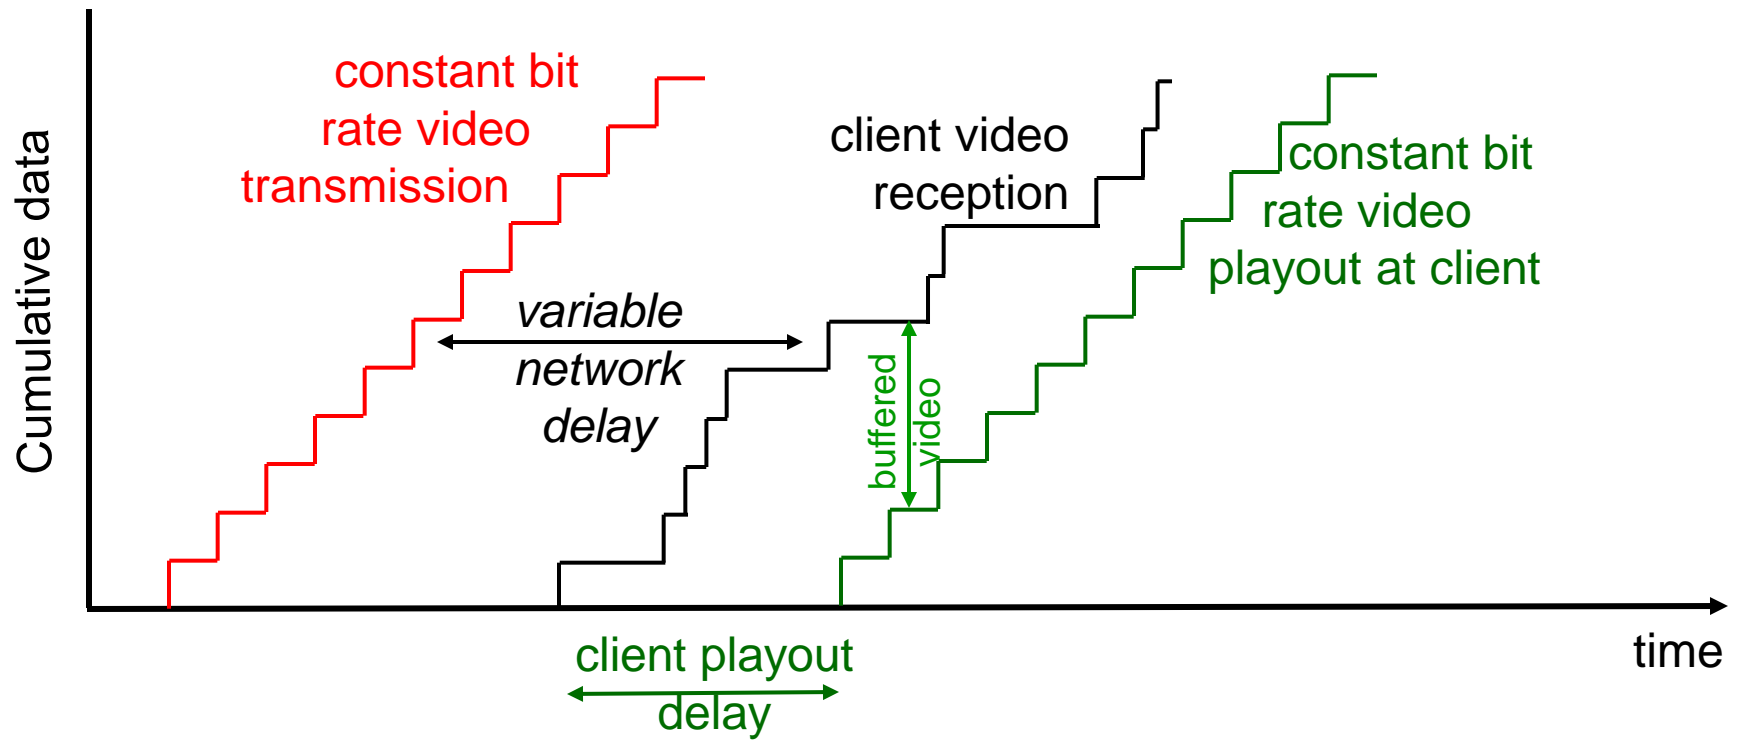 constant bit
rate video
transmission
client video
reception
constant bit
rate video
playout at client
Cumulative data
variable
network
delay
buffered
video
client playout
delay
time